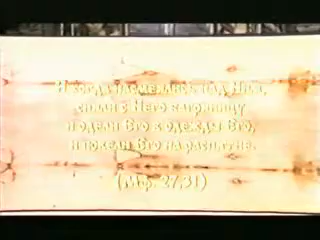 И когда насмеялись над Ним,
сняли с Него багряницу
и одели Его в одежды Его,
и повели Его на распятие.
(Мф. 27,31)